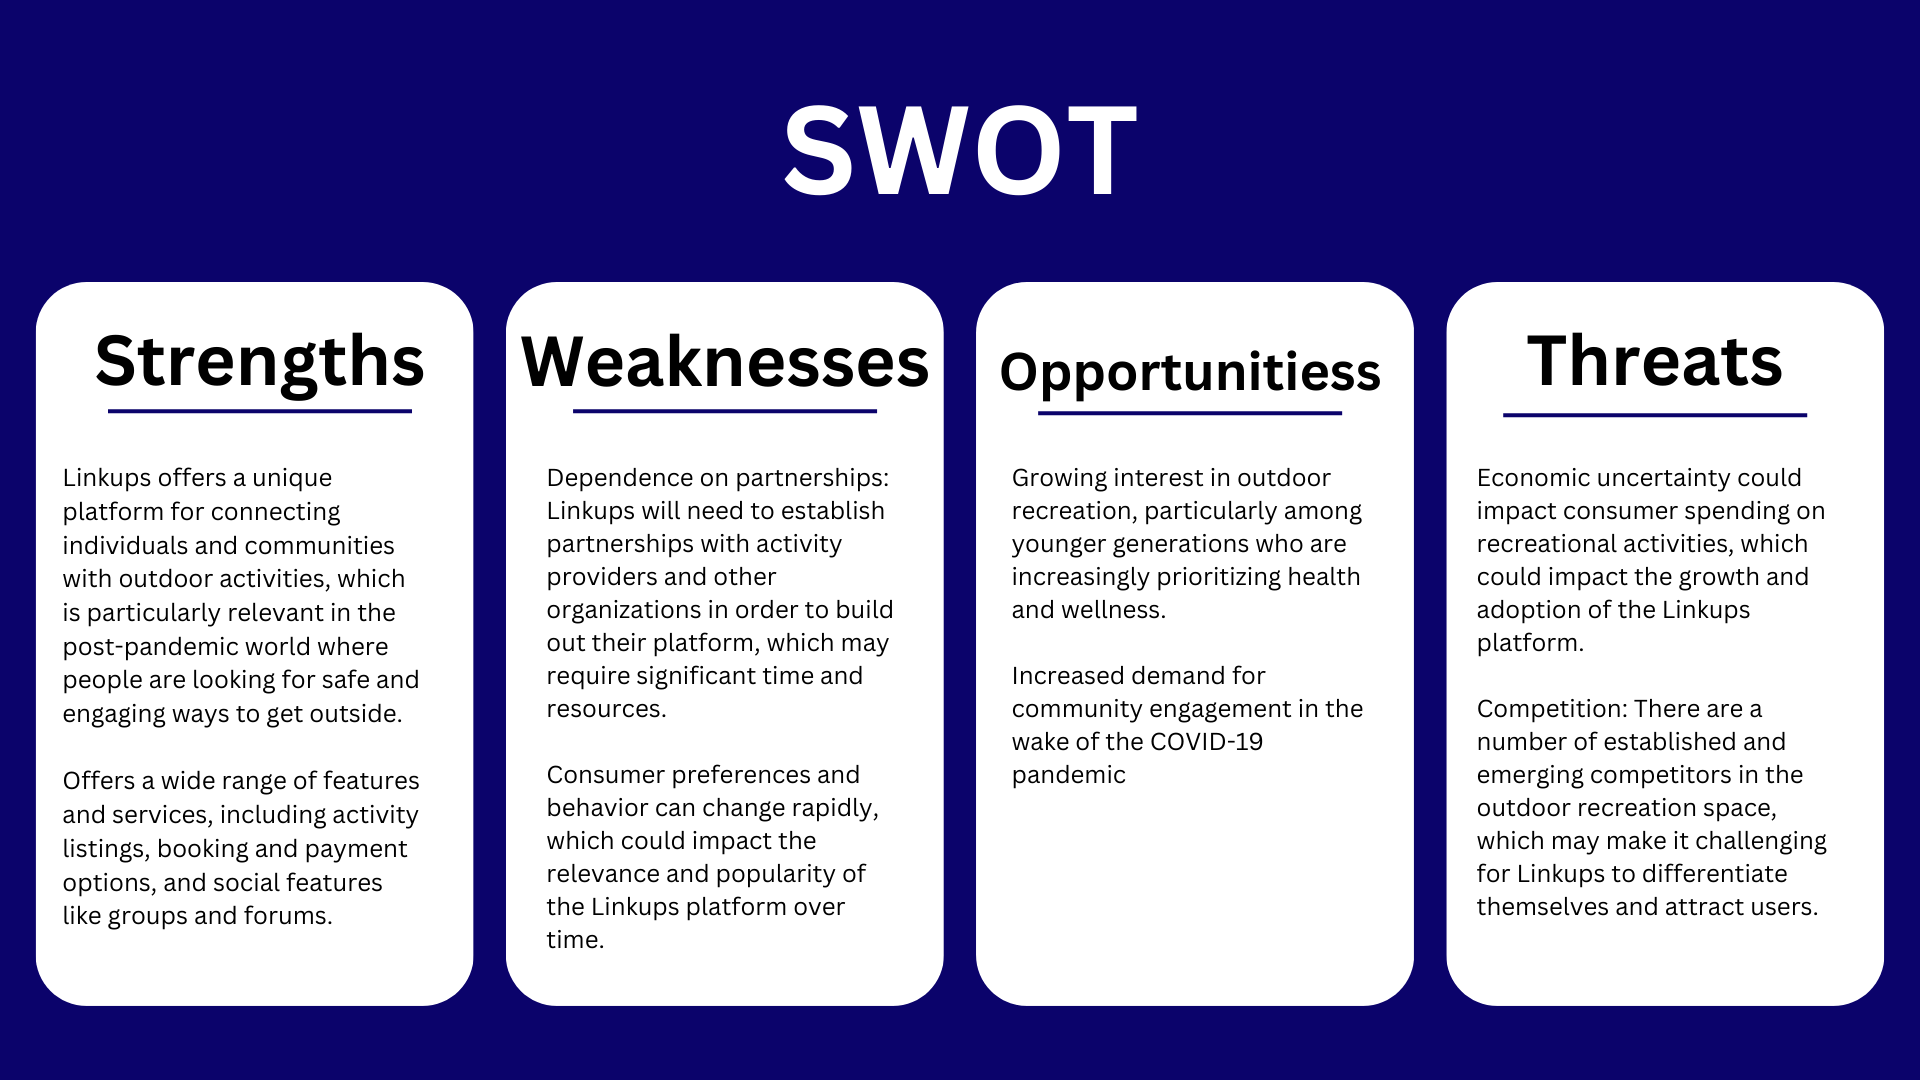 SWOT
Strengths
Linkups offers a unique
platform for connecting
individuals and communities
with outdoor activities, which
is particularly relevant in the
post-pandemic world where
people are looking for safe and
engaging ways to get outside.
Offers a wide range of features
and services, including activity
listings, booking and payment
options, and social features
like groups and forums.
Weaknesses
Dependence on partnerships:
Linkups will need to establish
partnerships with activity
providers and other
organizations in order to build
out their platform, which may
require significant time and
resources.
Consumer preferences and
behavior can change rapidly,
which could impact the
relevance and popularity of
the Linkups platform over
time.
Opportunitiess
Growing interest in outdoor
recreation, particularly among
younger generations who are
increasingly prioritizing health
and wellness.
Increased demand for
community engagement in the
wake of the COVID-19
pandemic
Threats
Economic uncertainty could
impact consumer spending on
recreational activities, which
could impact the growth and
adoption of the Linkups
platform.
Competition: There are a
number of established and
emerging competitors in the
outdoor recreation space,
which may make it challenging
for Linkups to differentiate
themselves and attract users.